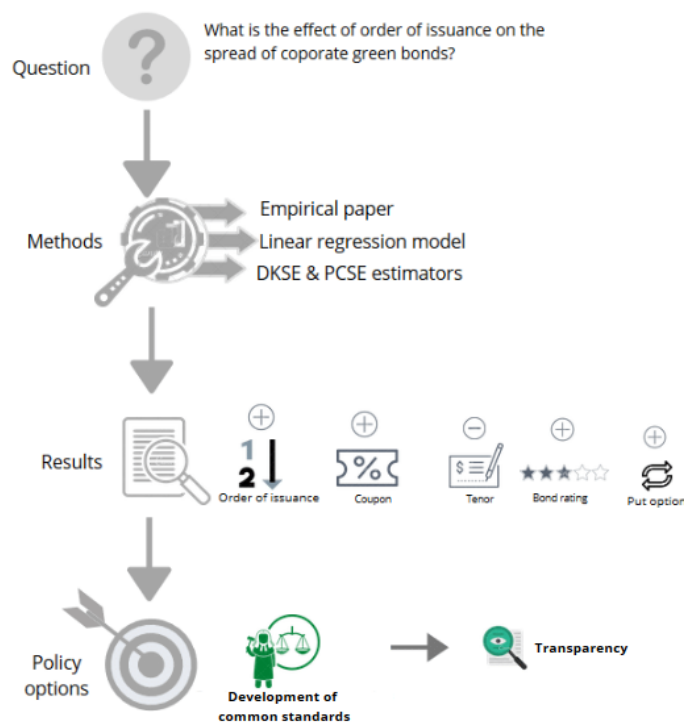 What is the effect of order of issuance on the
spread of coporate green bonds?
Question
?
Methods
Empirical paper
Linear regression model
DKSE & PCSE estimators
Results
1
2
Order of issuance
%
Coupon
$
Tenor
Bond rating
Put option
Policy
options
Development of
common standards
Transparency